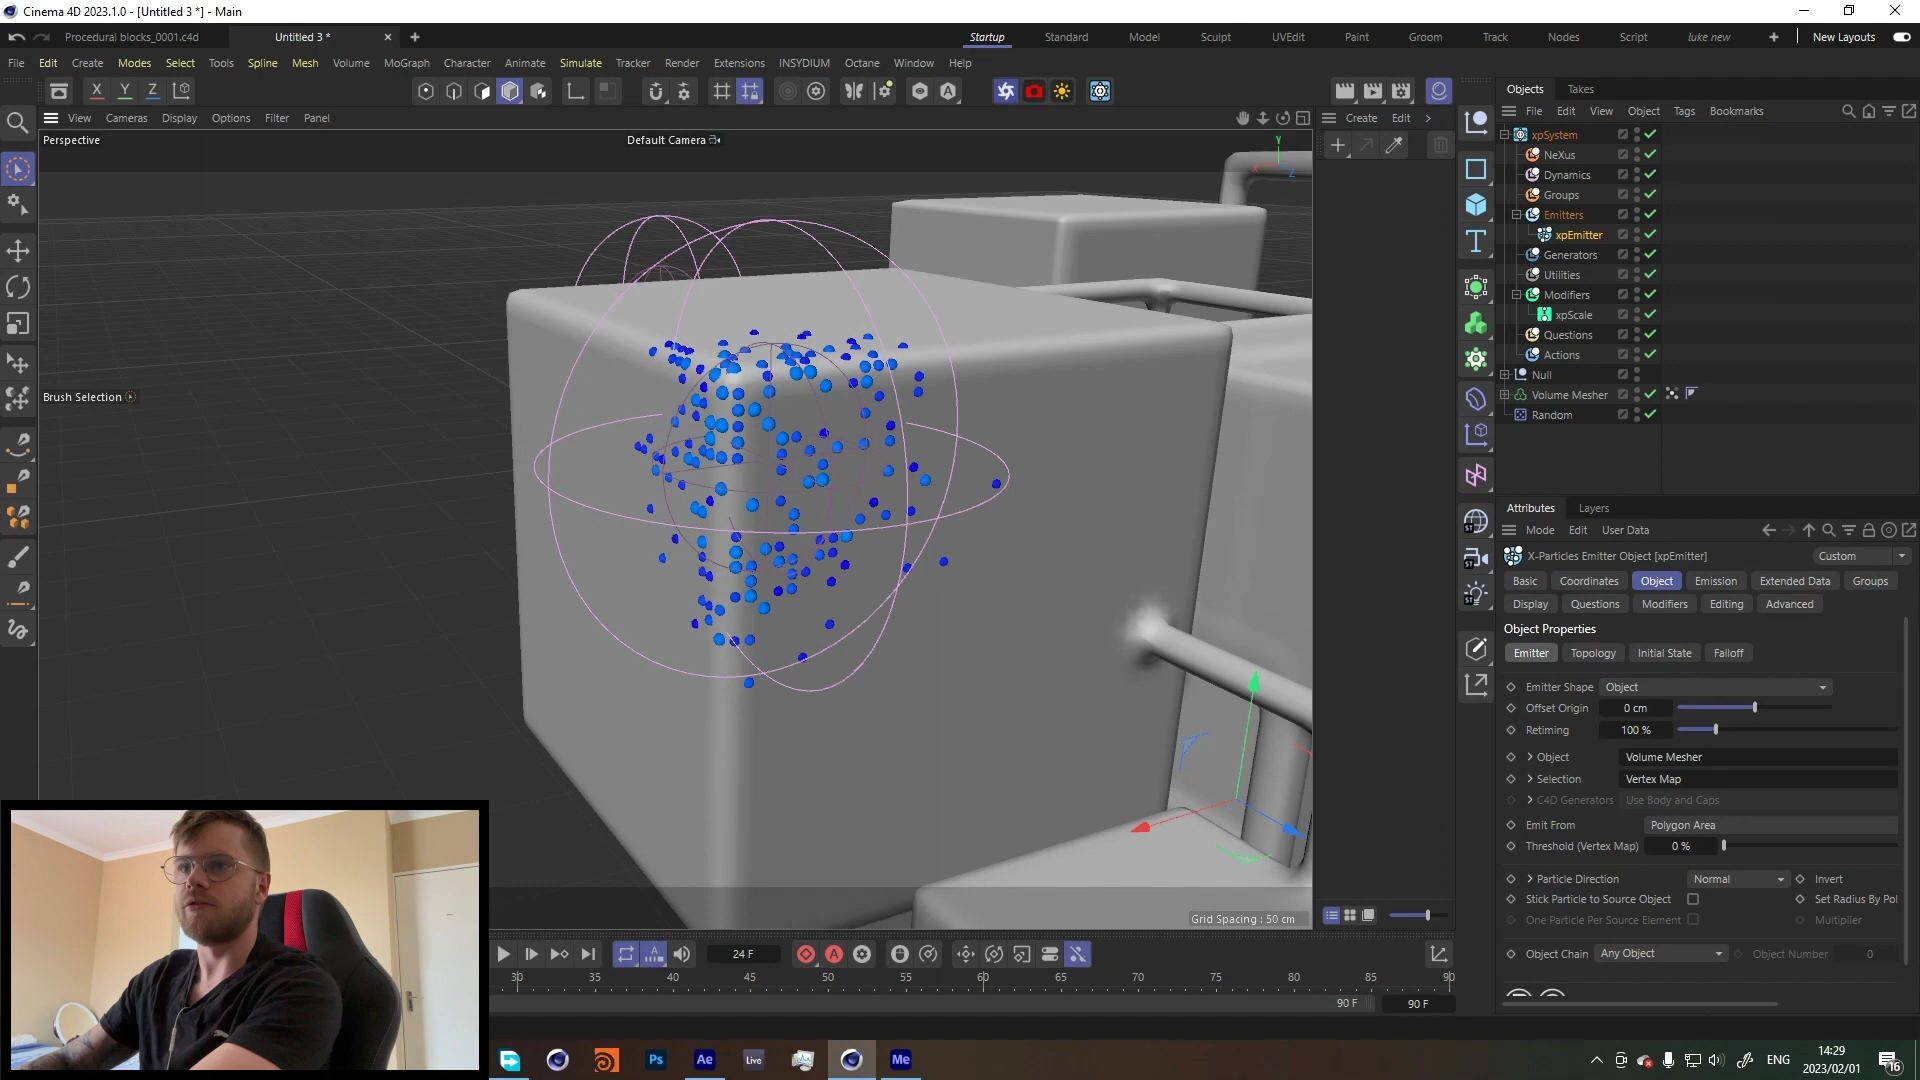 Cinema 4D 2023.1.0 - [Untitled 3 *] - Main
Procedural blocks_0001.c4d
Untitled 3 *
Startup Standard Model Sculpt UVEdit Paint Groom Track Nodes Script luke new New Layouts
File Edit Create Modes Select Tools Spline Mesh Volume MoGraph Character Animate Simulate Tracker Render Extensions INSYDIUM Octane Window Help
X Y Z
View Cameras Display Options Filter Panel
Create Edit
Perspective
Default Camera
Y
X
Z
Brush Selection
Grid Spacing : 50 cm
Objects Takes
File Edit View Object Tags Bookmarks
xpSystem
NeXus
Dynamics
Groups
Emitters
xpEmitter
Generators
Utilities
Modifiers
xpScale
Questions
Actions
Null
Volume Mesher
Random
Attributes Layers
Mode Edit User Data
X-Particles Emitter Object [xpEmitter]
Custom
Basic Coordinates Object Emission Extended Data Groups
Display Questions Modifiers Editing Advanced
Object Properties
Emitter Topology Initial State Falloff
Emitter Shape Object
Offset Origin 0 cm
Retiming 100 %
Object Volume Mesher
Selection Vertex Map
C4D Generators Use Body and Caps
Emit From Polygon Area
Threshold (Vertex Map) 0 %
Particle Direction Normal Invert
Stick Particle to Source Object Set Radius By Pol
One Particle Per Source Element Multiplier
Object Chain Any Object Object Number 0
24 F
30 35 40 45 50 55 60 65 70 75 80 85 90
90 F 90 F
Ps Ae Live Me
ENG
14:29
2023/02/01
16